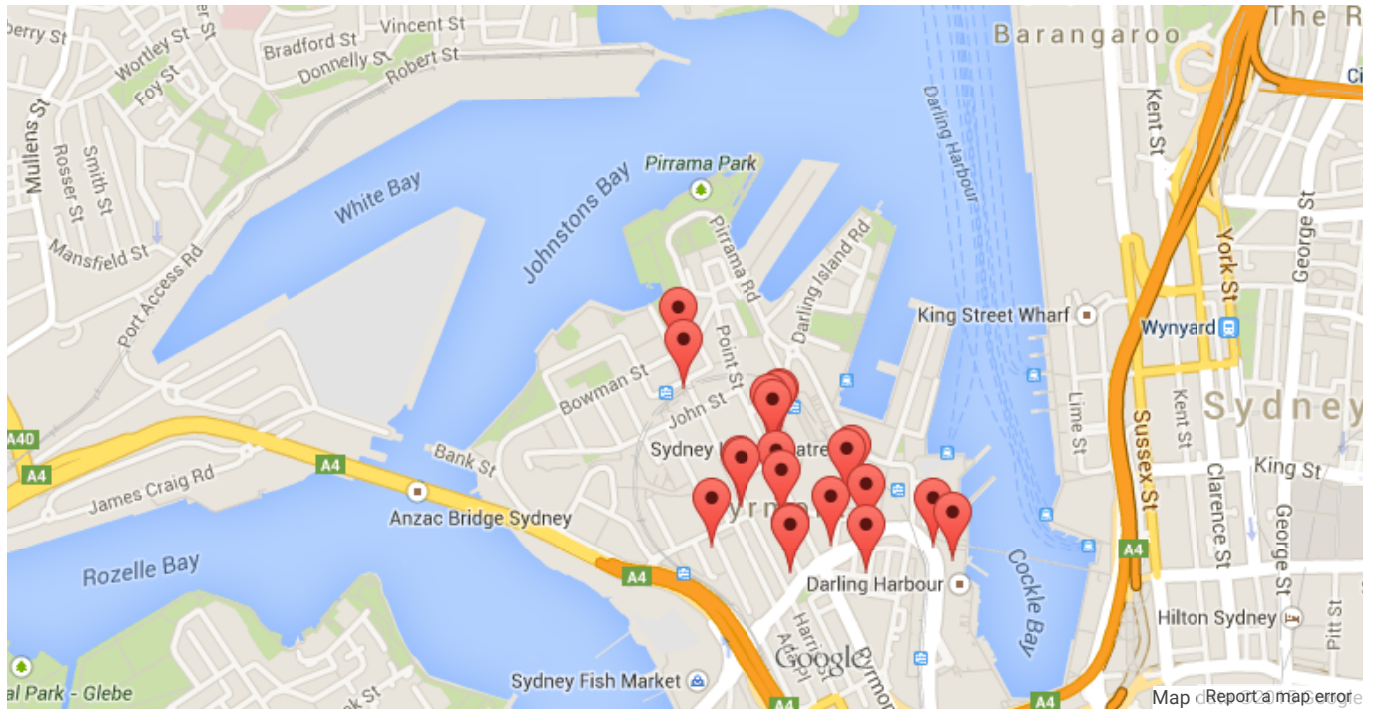 The R
Vincent St
Bradford St
Barangaroo
Wortley St
Donnelly St
Robert St
Foy St
Kent St
Mullens St
Darling Harbour
Smith St
Rosser St
Pirrama Park
White Bay
Johnstons Bay
George St
Mansfield St
Pirrama Rd
Darling Island Rd
York St
Port Access Rd
King Street Wharf
Wynyard
Point St
Bowman St
John St
Lime St
Kent St
Sydney
A40
A4
Sussex St
Bank St
A4
King St
James Craig Rd
Clarence St
Anzac Bridge Sydney
George St
A4
Rozelle Bay
A4
Darling Harbour
Cockle Bay
Hilton Sydney
Pitt St
Google
Sydney Fish Market
al Park - Glebe
A4
A4
Map
Report a map error